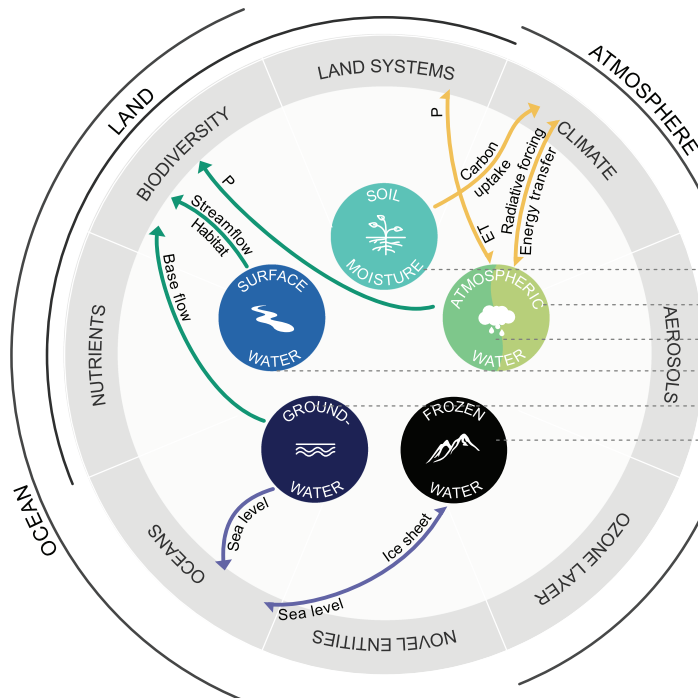 LAND SYSTEMS
ATMOSPHERE
LAND
BIODIVERSITY
CLIMATE
P
Carbon
uptake
Radiative forcing
Energy transfer
P
SOIL
MOISTURE
ET
Streamflow
Habitat
Base flow
SURFACE
WATER
ATMOSPHERIC
WATER
NUTRIENTS
AEROSOLS
GROUND-
WATER
FROZEN
WATER
OCEAN
Sea level
Ice sheet
OCEANS
Sea level
OZONE LAYER
NOVEL ENTITIES